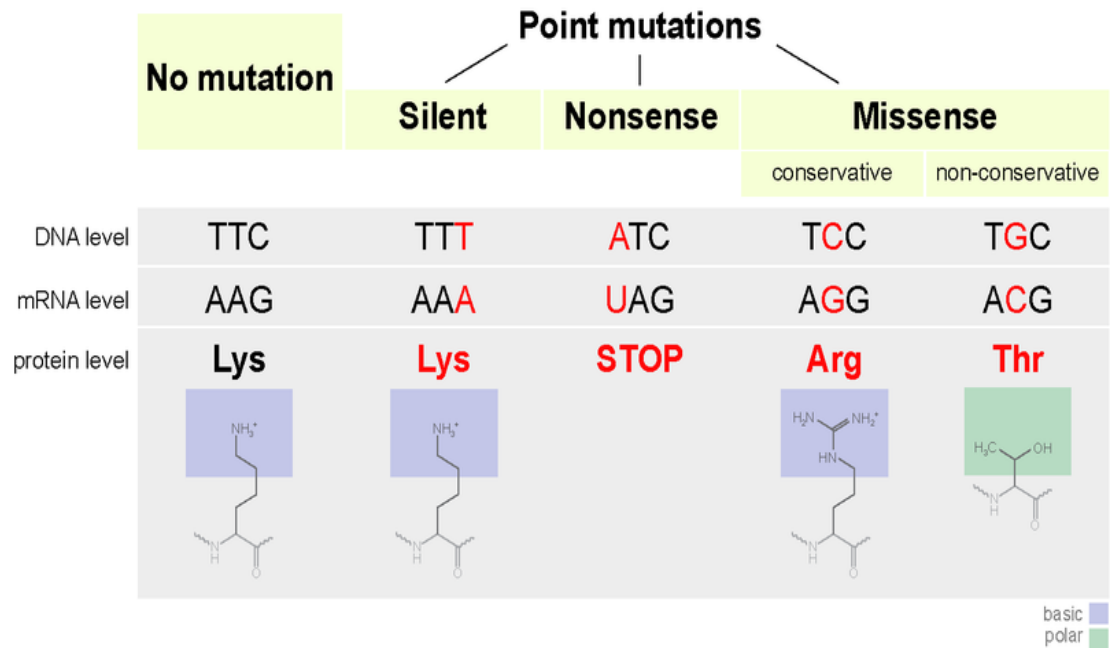 Point mutations
No mutation
Silent Nonsense Missense
conservative non-conservative
DNA level TTC TTT ATC TCC TGC
mRNA level AAG AAA UAG AGG ACG
protein level Lys Lys STOP Arg Thr
NH₃⁺ NH₃⁺ H₂N NH₂⁺ H₃C OH
HN
N H O N H O N H O N H O
basic
polar